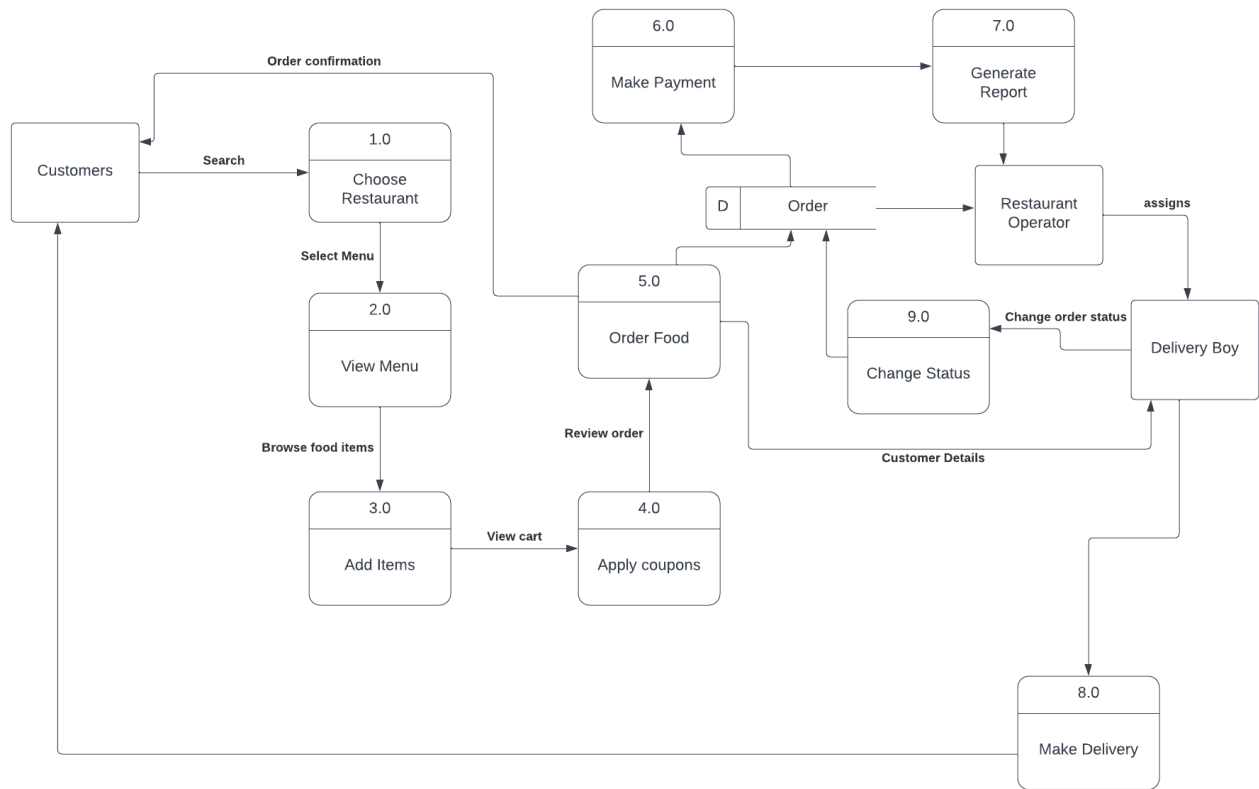 6.0
Make Payment
7.0
Generate
Report
Order confirmation
Customers
Search
1.0
Choose
Restaurant
D
Order
Restaurant
Operator
assigns
Select Menu
2.0
View Menu
5.0
Order Food
9.0
Change Status
Change order status
Delivery Boy
Browse food items
Review order
Customer Details
3.0
Add Items
View cart
4.0
Apply coupons
8.0
Make Delivery